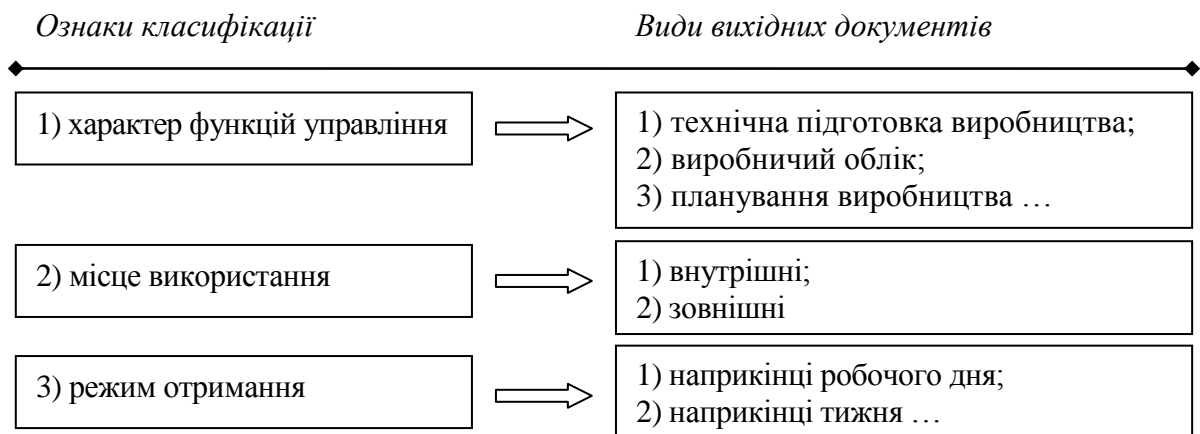 Ознаки класифікації
Види вихідних документів
1) характер функцій управління
1) технічна підготовка виробництва;
2) виробничий облік;
3) планування виробництва …
2) місце використання
1) внутрішні;
2) зовнішні
3) режим отримання
1) наприкінці робочого дня;
2) наприкінці тижня …